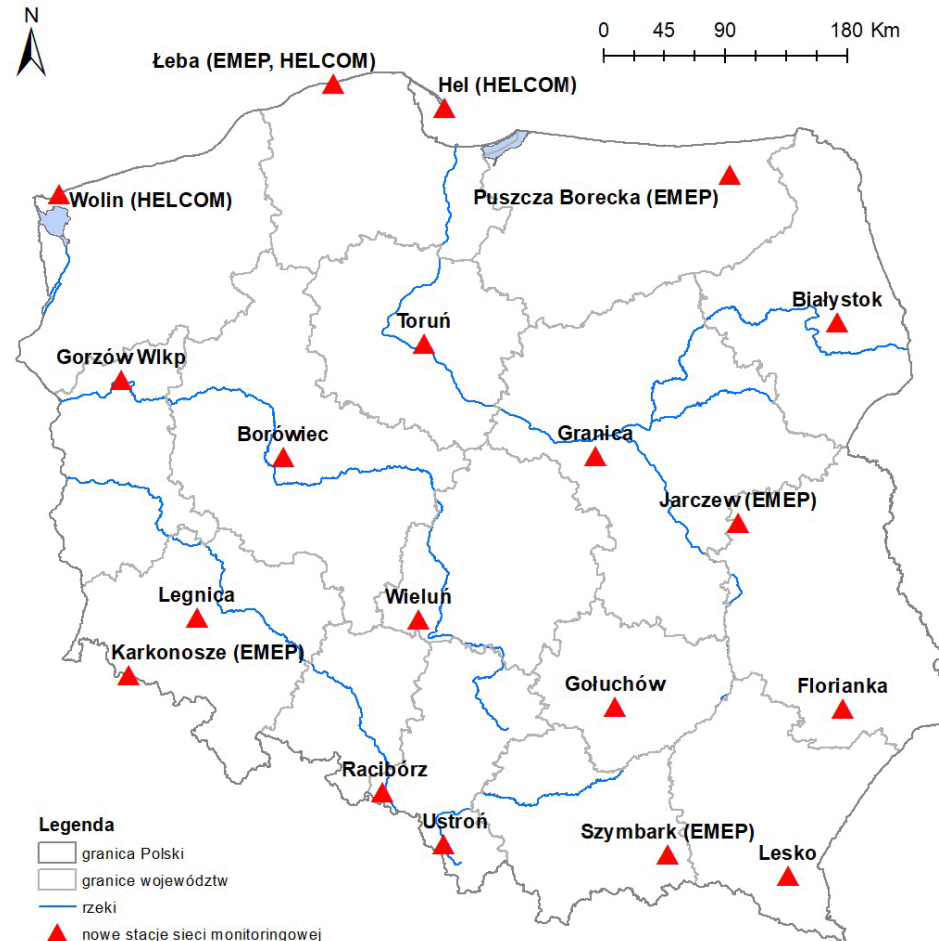 N
0 45 90 180 Km
Łeba (EMEP, HELCOM)
Hel (HELCOM)
Wolin (HELCOM)
Puszcza Borecka (EMEP)
Białystok
Toruń
Gorzów Wlkp
Borówiec
Granica
Jarczew (EMEP)
Legnica
Wieluń
Karkonosze (EMEP)
Gołuchów
Florianka
Racibórz
Ustroń
Szymbark (EMEP)
Lesko
Legenda
granica Polski
granice województw
rzeki
nowe stacje sieci monitoringowej